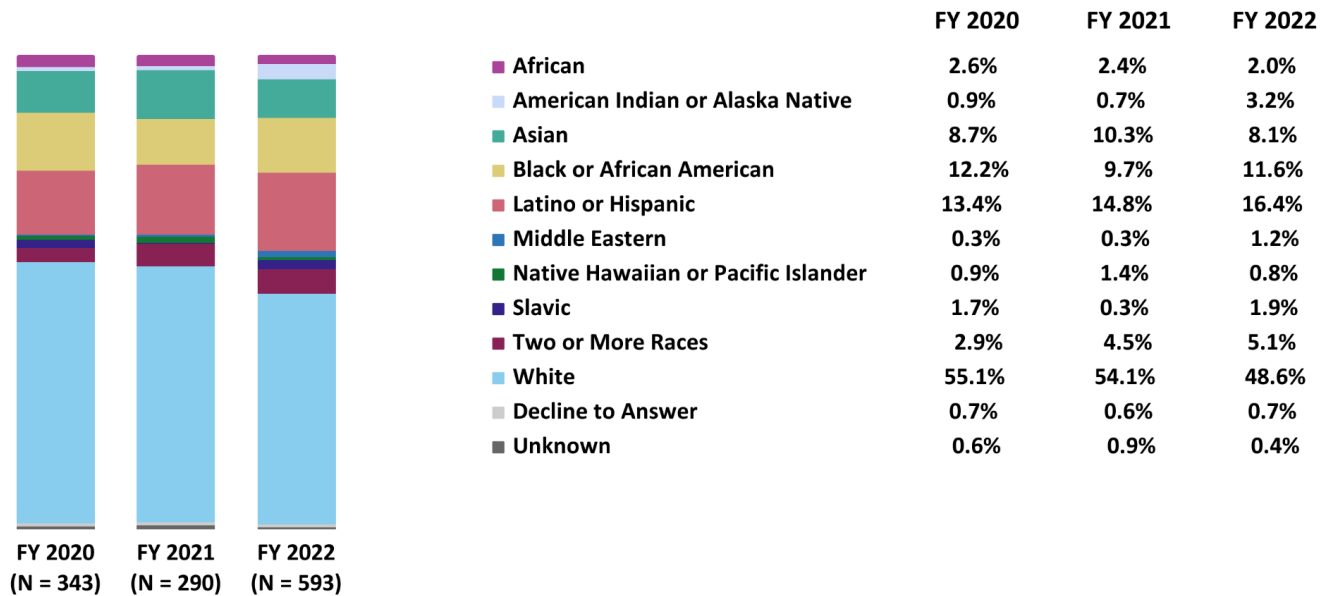 FY 2020 FY 2021 FY 2022
African 2.6% 2.4% 2.0%
American Indian or Alaska Native 0.9% 0.7% 3.2%
Asian 8.7% 10.3% 8.1%
Black or African American 12.2% 9.7% 11.6%
Latino or Hispanic 13.4% 14.8% 16.4%
Middle Eastern 0.3% 0.3% 1.2%
Native Hawaiian or Pacific Islander 0.9% 1.4% 0.8%
Slavic 1.7% 0.3% 1.9%
Two or More Races 2.9% 4.5% 5.1%
White 55.1% 54.1% 48.6%
Decline to Answer 0.7% 0.6% 0.7%
Unknown 0.6% 0.9% 0.4%
FY 2020 FY 2021 FY 2022
(N = 343) (N = 290) (N = 593)